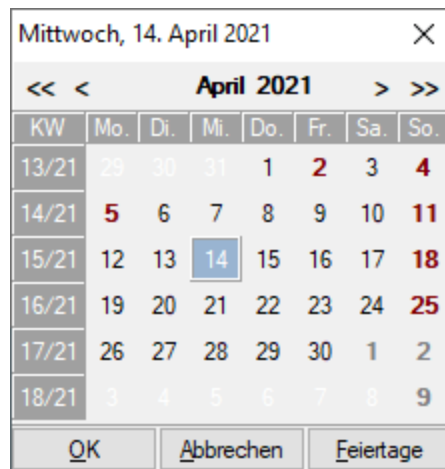 Mittwoch, 14. April 2021
<< < April 2021 > >>
KW Mo. Di. Mi. Do. Fr. Sa. So.
13/21 29 30 31 1 2 3 4
14/21 5 6 7 8 9 10 11
15/21 12 13 14 15 16 17 18
16/21 19 20 21 22 23 24 25
17/21 26 27 28 29 30 1 2
18/21 3 4 5 6 7 8 9
OK Abbrechen Feiertage